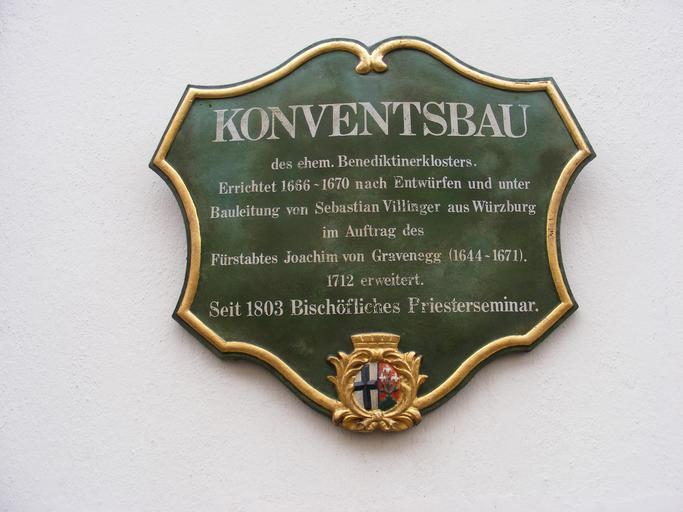 KONVENTSBAU
des ehem. Benediktinerklosters.
Errichtet 1666-1670 nach Entwürfen und unter
Bauleitung von Sebastian Villinger aus Würzburg
im Auftrag des
Fürstabtes Joachim von Gravenegg (1644-1671).
1712 erweitert.
Seit 1803 Bischöfliches Priesterseminar.